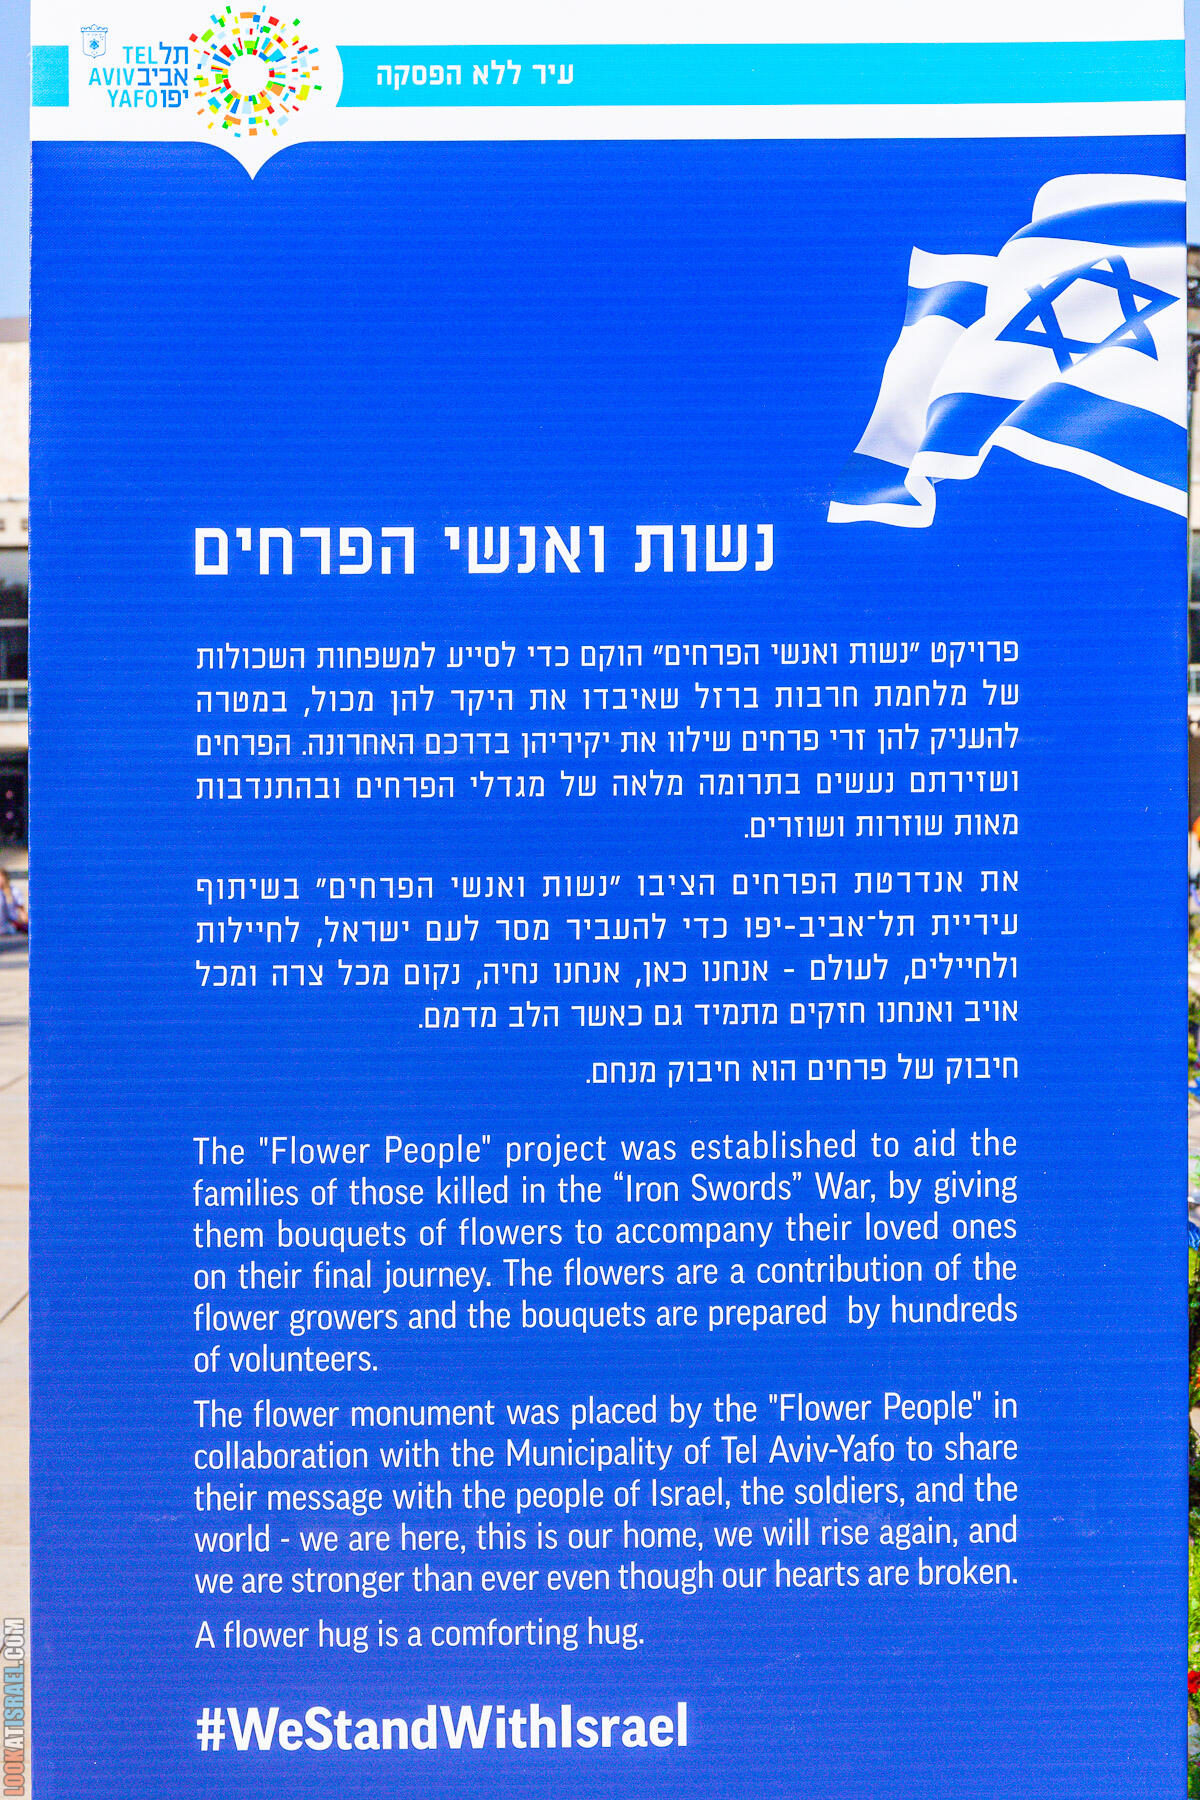 TEL תל
AVIV אביב
YAFO יפו
עיר ללא הפסקה
נשות ואנשי הפרחים
פרויקט "נשות ואנשי הפרחים" הוקם כדי לסייע למשפחות השכולות
של מלחמת חרבות ברזל שאיבדו את היקר להן מכול, במטרה
להעניק להן זרי פרחים שילוו את יקיריהן בדרכם האחרונה. הפרחים
ושזירתם נעשים בתרומה מלאה של מגדלי הפרחים ובהתנדבות
מאות שוזרות ושוזרים.
את אנדרטת הפרחים הציבו "נשות ואנשי הפרחים" בשיתוף
עיריית תל־אביב-יפו כדי להעביר מסר לעם ישראל, לחיילות
ולחיילים, לעולם - אנחנו כאן, אנחנו נחיה, נקום מכל צרה ומכל
אויב ואנחנו חזקים מתמיד גם כאשר הלב מדמם.
חיבוק של פרחים הוא חיבוק מנחם.
The "Flower People" project was established to aid the
families of those killed in the “Iron Swords” War, by giving
them bouquets of flowers to accompany their loved ones
on their final journey. The flowers are a contribution of the
flower growers and the bouquets are prepared by hundreds
of volunteers.
The flower monument was placed by the "Flower People" in
collaboration with the Municipality of Tel Aviv-Yafo to share
their message with the people of Israel, the soldiers, and the
world - we are here, this is our home, we will rise again, and
we are stronger than ever even though our hearts are broken.
A flower hug is a comforting hug.
#WeStandWithIsrael
LOOKATISRAEL.COM